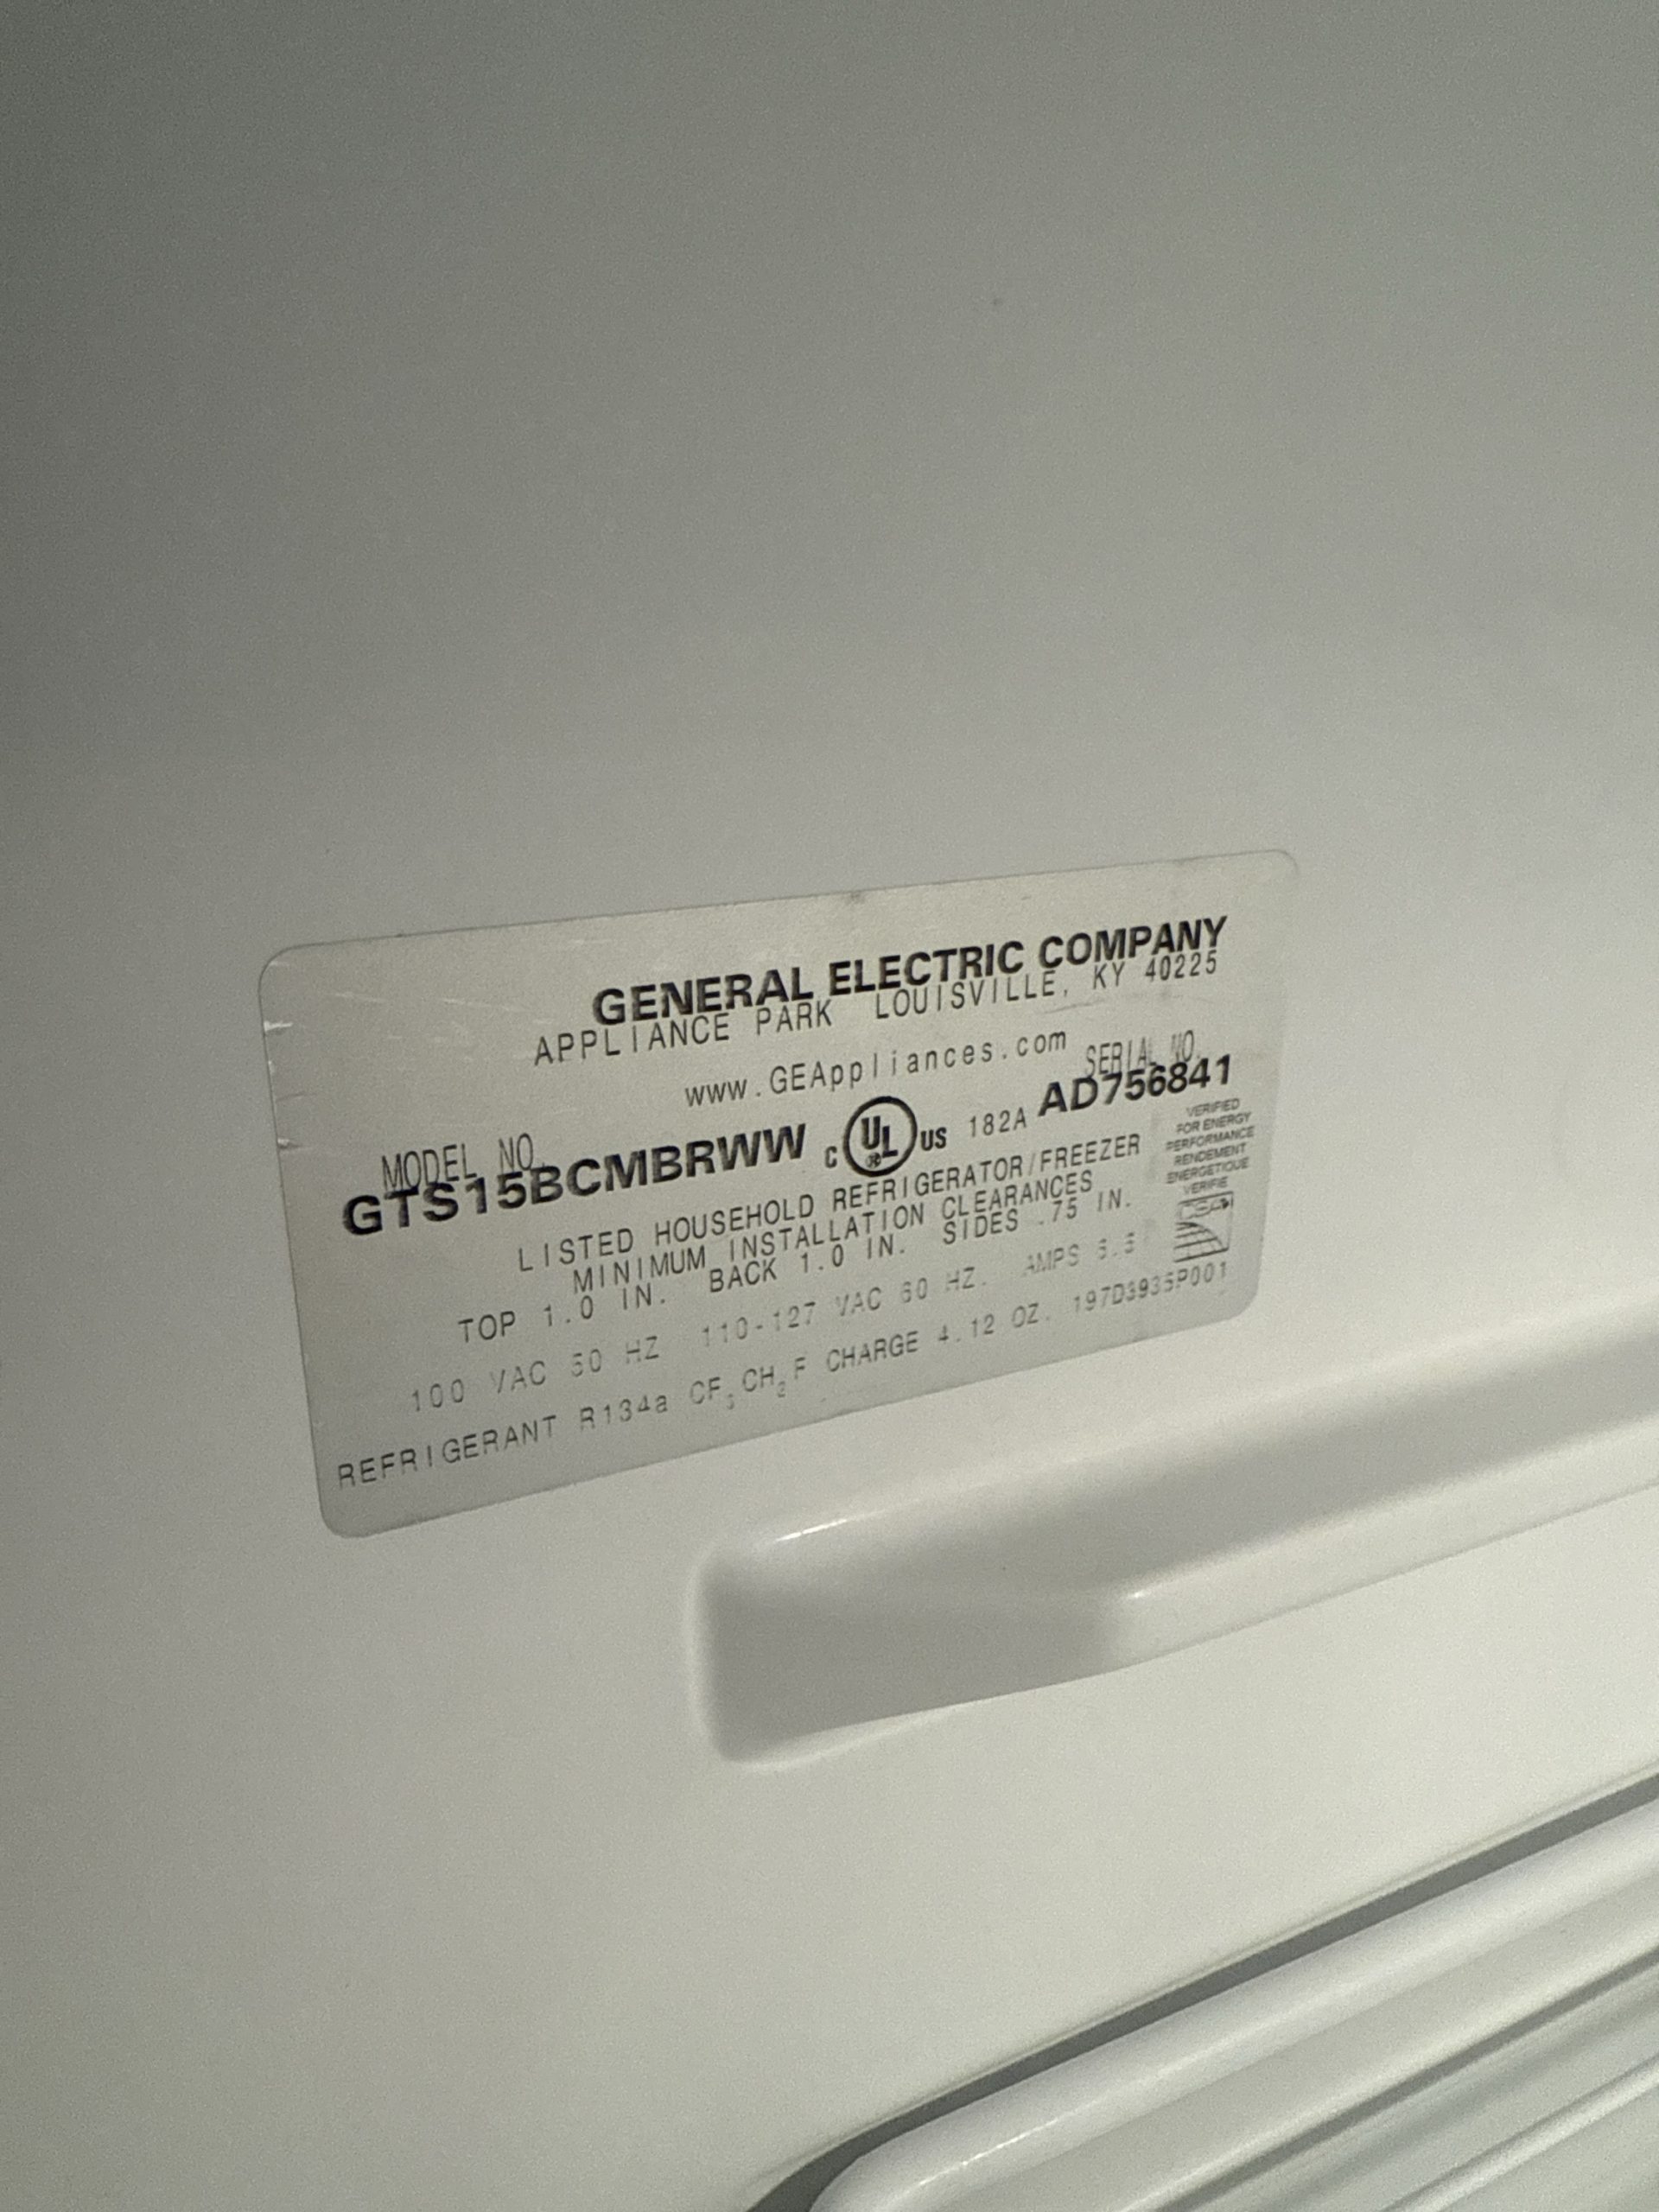 GENERAL ELECTRIC COMPANY
APPLIANCE PARK LOUISVILLE, KY 40225
www.GEAppliances.com
MODEL NO. SERIAL NO.
GTS15BCMBRWW C UL US 182A AD756841
LISTED HOUSEHOLD REFRIGERATOR/FREEZER
MINIMUM INSTALLATION CLEARANCES
TOP 1.0 IN. BACK 1.0 IN. SIDES .75 IN.
100 VAC 50 HZ 110-127 VAC 60 HZ. AMPS
REFRIGERANT R134a CF3CH2F CHARGE 4.12 OZ. 197D3935P001
VERIFIED
FOR ENERGY
PERFORMANCE
RENDEMENT
ENERGETIQUE
VERIFIE